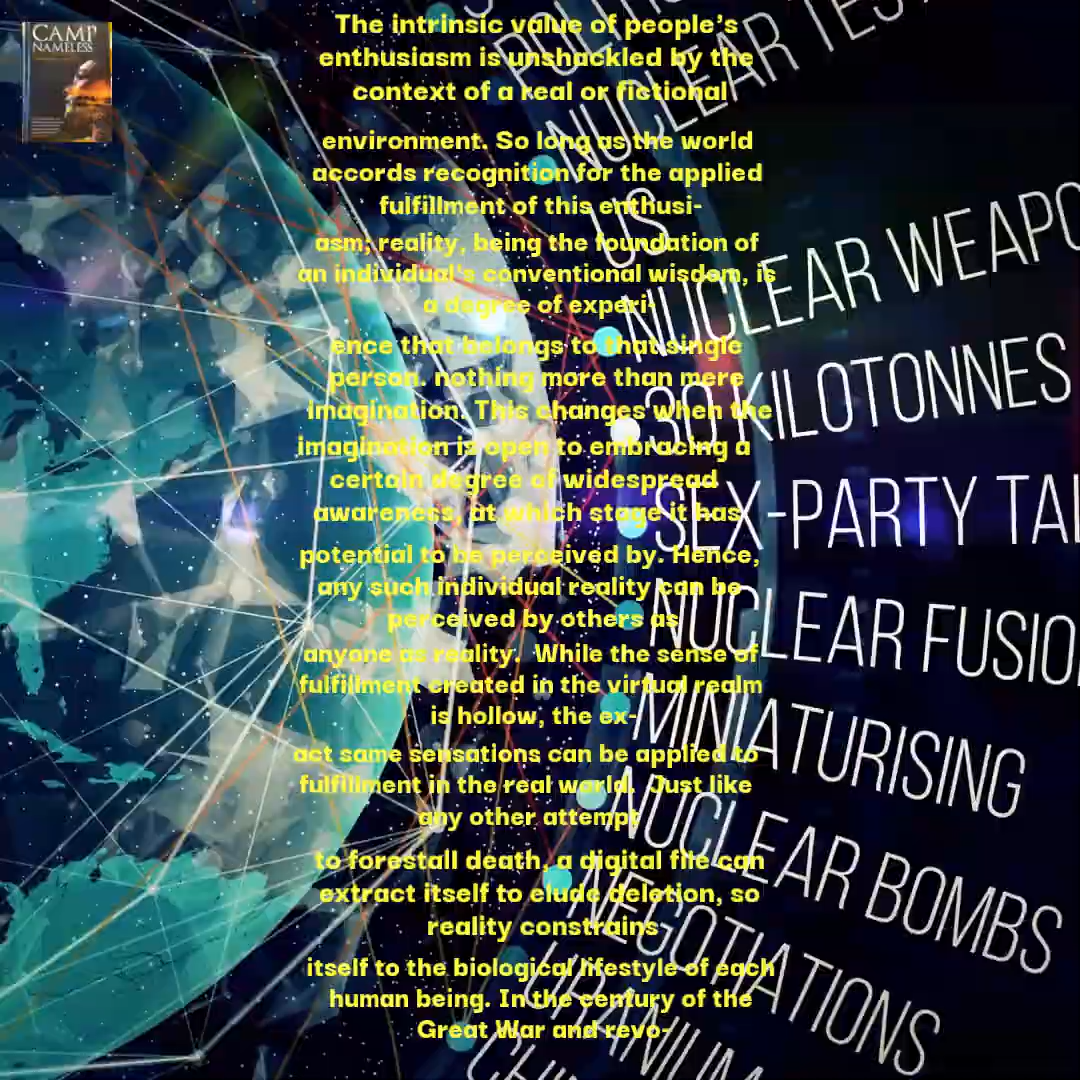 CAMP
NAMELESS
The intrinsic value of people's
enthusiasm is unshackled by the
context of a real or fictional
environment. So long as the world
accords recognition for the applied
fulfillment of this enthusi-
asm; reality, being the foundation of
an individual's conventional wisdom, is
a degree of experi-
ence that belongs to that single
person. nothing more than mere
imagination. This changes when the
imagination is open to embracing a
certain degree of widespread
awareness, at which stage it has
potential to be perceived by. Hence,
any such individual reality can be
perceived by others as
anyone as reality. While the sense of
fulfillment created in the virtual realm
is hollow, the ex-
act same sensations can be applied to
fulfillment in the real world. Just like
any other attempt
to forestall death, a digital file can
extract itself to elude deletion, so
reality constrains
itself to the biological lifestyle of each
human being. In the century of the
Great War and revo-
NUCLEAR TES
US
NUCLEAR WEAPO
30 KILOTONNES
SEX-PARTY TA
NUCLEAR FUSIO
MINIATURISING
NUCLEAR BOMBS
NEGOTIATIONS
URANIUM